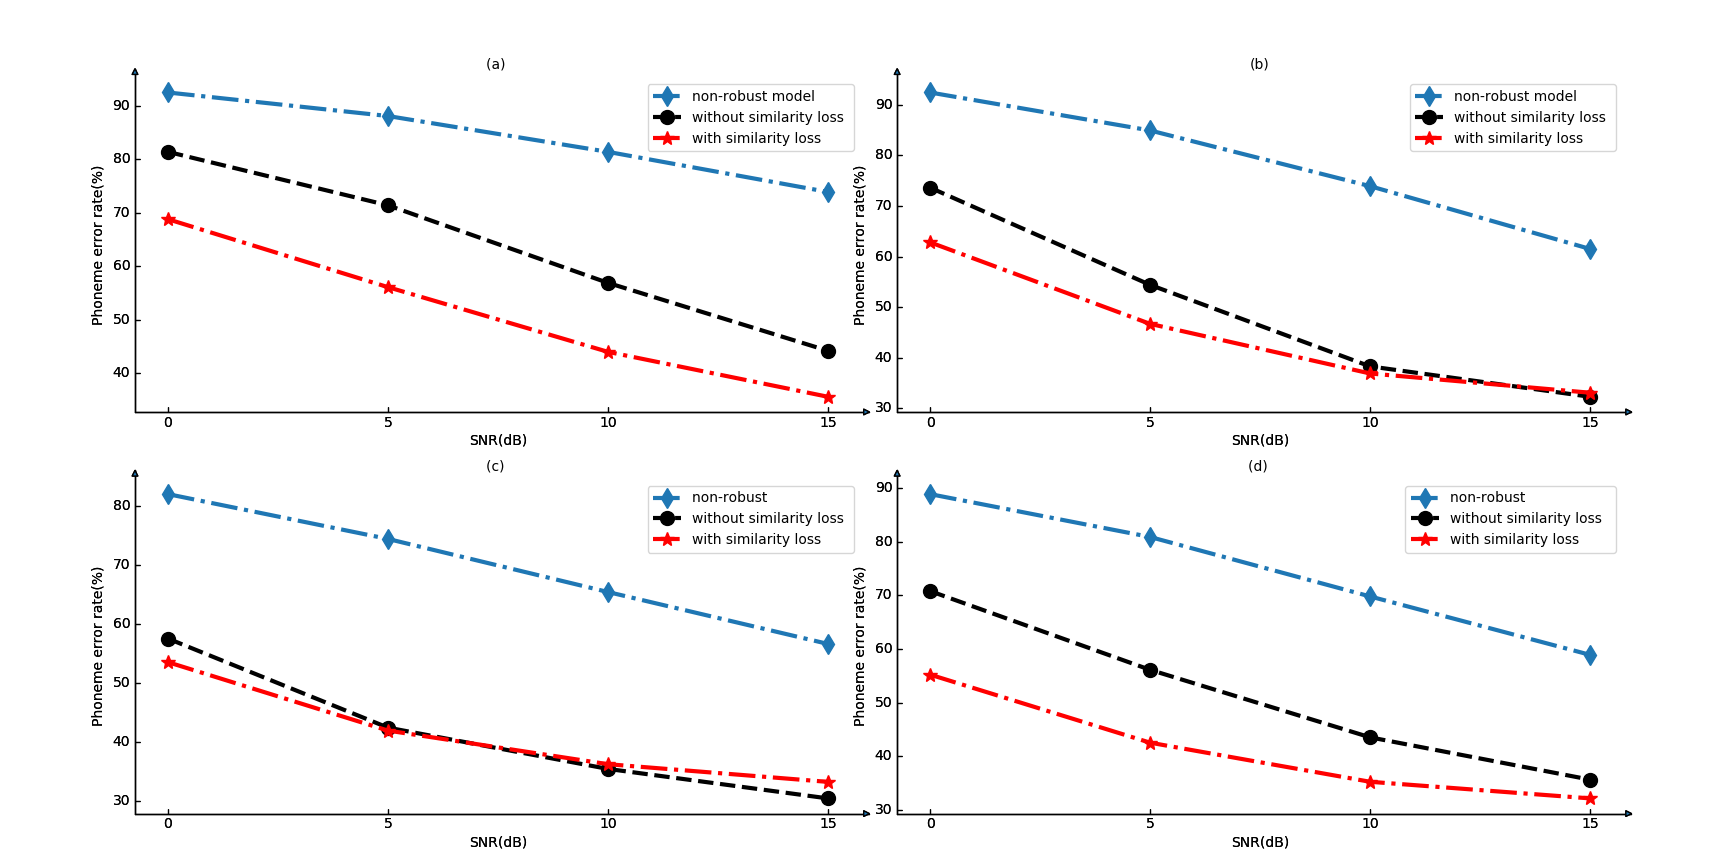 (a)
90
80
70
60
50
40
Phoneme error rate(%)
non-robust model
without similarity loss
with similarity loss
0 5 10 15
SNR(dB)
(b)
90
80
70
60
50
40
30
Phoneme error rate(%)
non-robust model
without similarity loss
with similarity loss
0 5 10 15
SNR(dB)
(c)
80
70
60
50
40
30
Phoneme error rate(%)
non-robust
without similarity loss
with similarity loss
0 5 10 15
SNR(dB)
(d)
90
80
70
60
50
40
30
Phoneme error rate(%)
non-robust
without similarity loss
with similarity loss
0 5 10 15
SNR(dB)